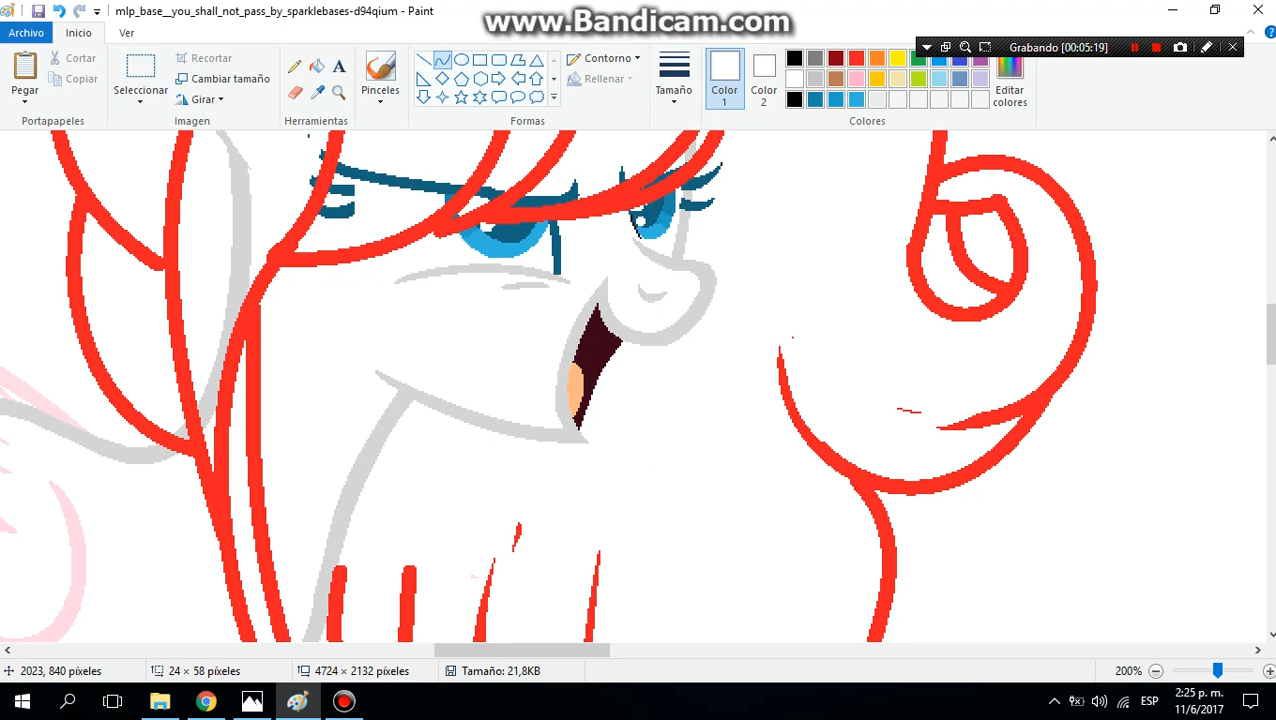 mlp_base__you_shall_not_pass_by_sparklebases-d94qium - Paint
www.Bandicam.com
Archivo Inicio Ver
Grabando [00:05:19]
Pegar
Cortar
Copiar
Portapapeles
Seleccionar
Recortar
Cambiar tamaño
Girar
Imagen
A
Herramientas
Pinceles
Contorno
Rellenar
Formas
Tamaño
Color
1
Color
2
Editar
colores
Colores
2023, 840 píxeles
24 × 58 píxeles
4724 × 2132 píxeles
Tamaño: 21,8KB
200%
ESP
2:25 p. m.
11/6/2017